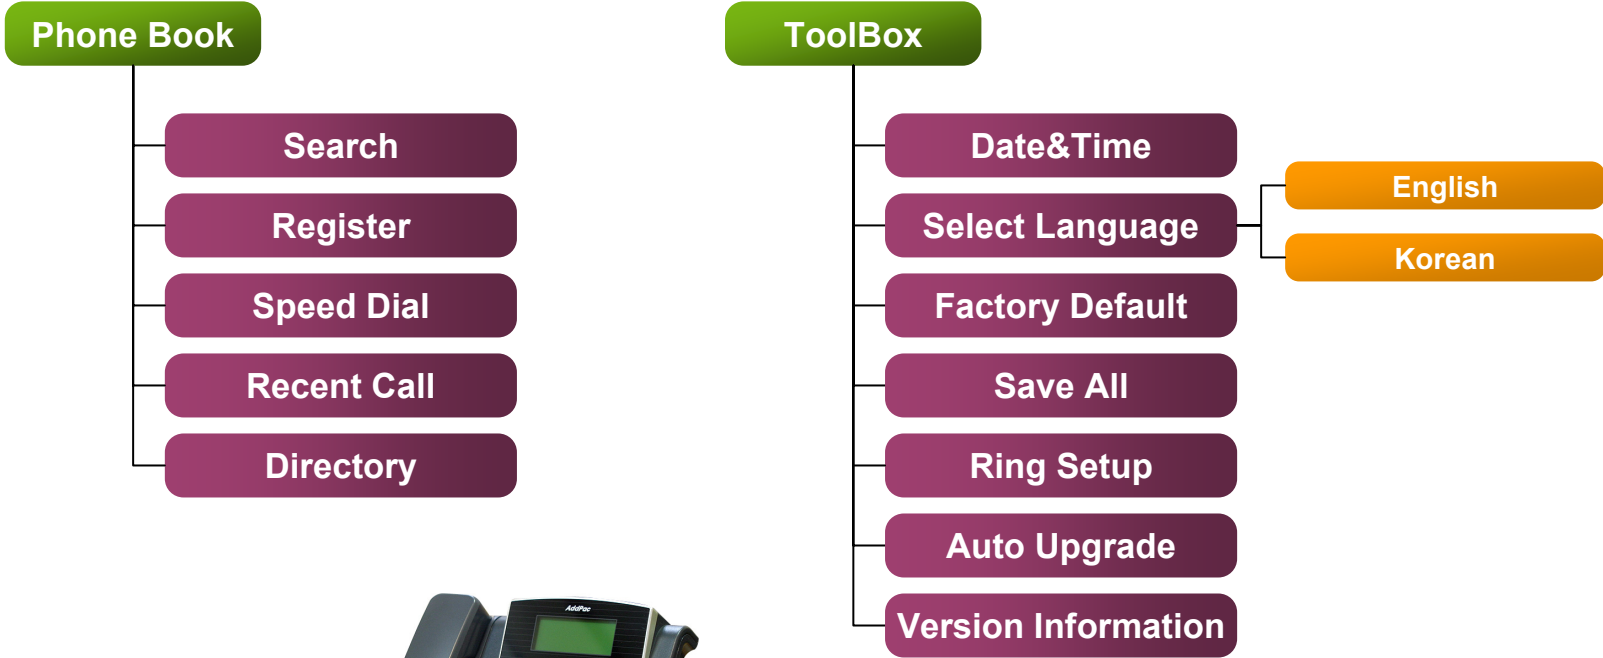 Phone Book
Search
Register
Speed Dial
Recent Call
Directory
ToolBox
Date&Time
Select Language
English
Korean
Factory Default
Save All
Ring Setup
Auto Upgrade
Version Information
AddPac